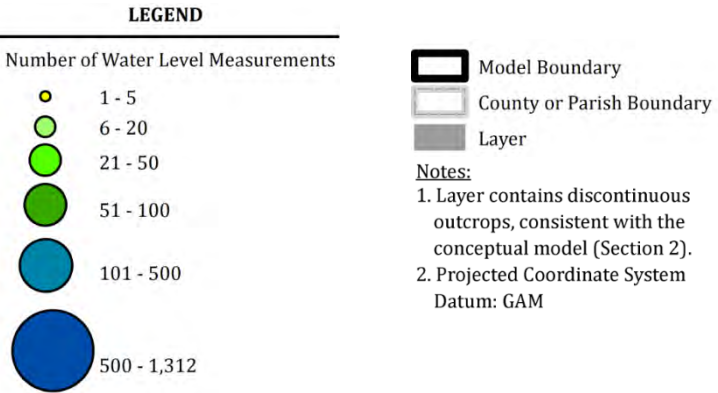 LEGEND
Number of Water Level Measurements
1 - 5
6 - 20
21 - 50
51 - 100
101 - 500
500 - 1,312
Model Boundary
County or Parish Boundary
Layer
Notes:
1. Layer contains discontinuous
outcrops, consistent with the
conceptual model (Section 2).
2. Projected Coordinate System
Datum: GAM